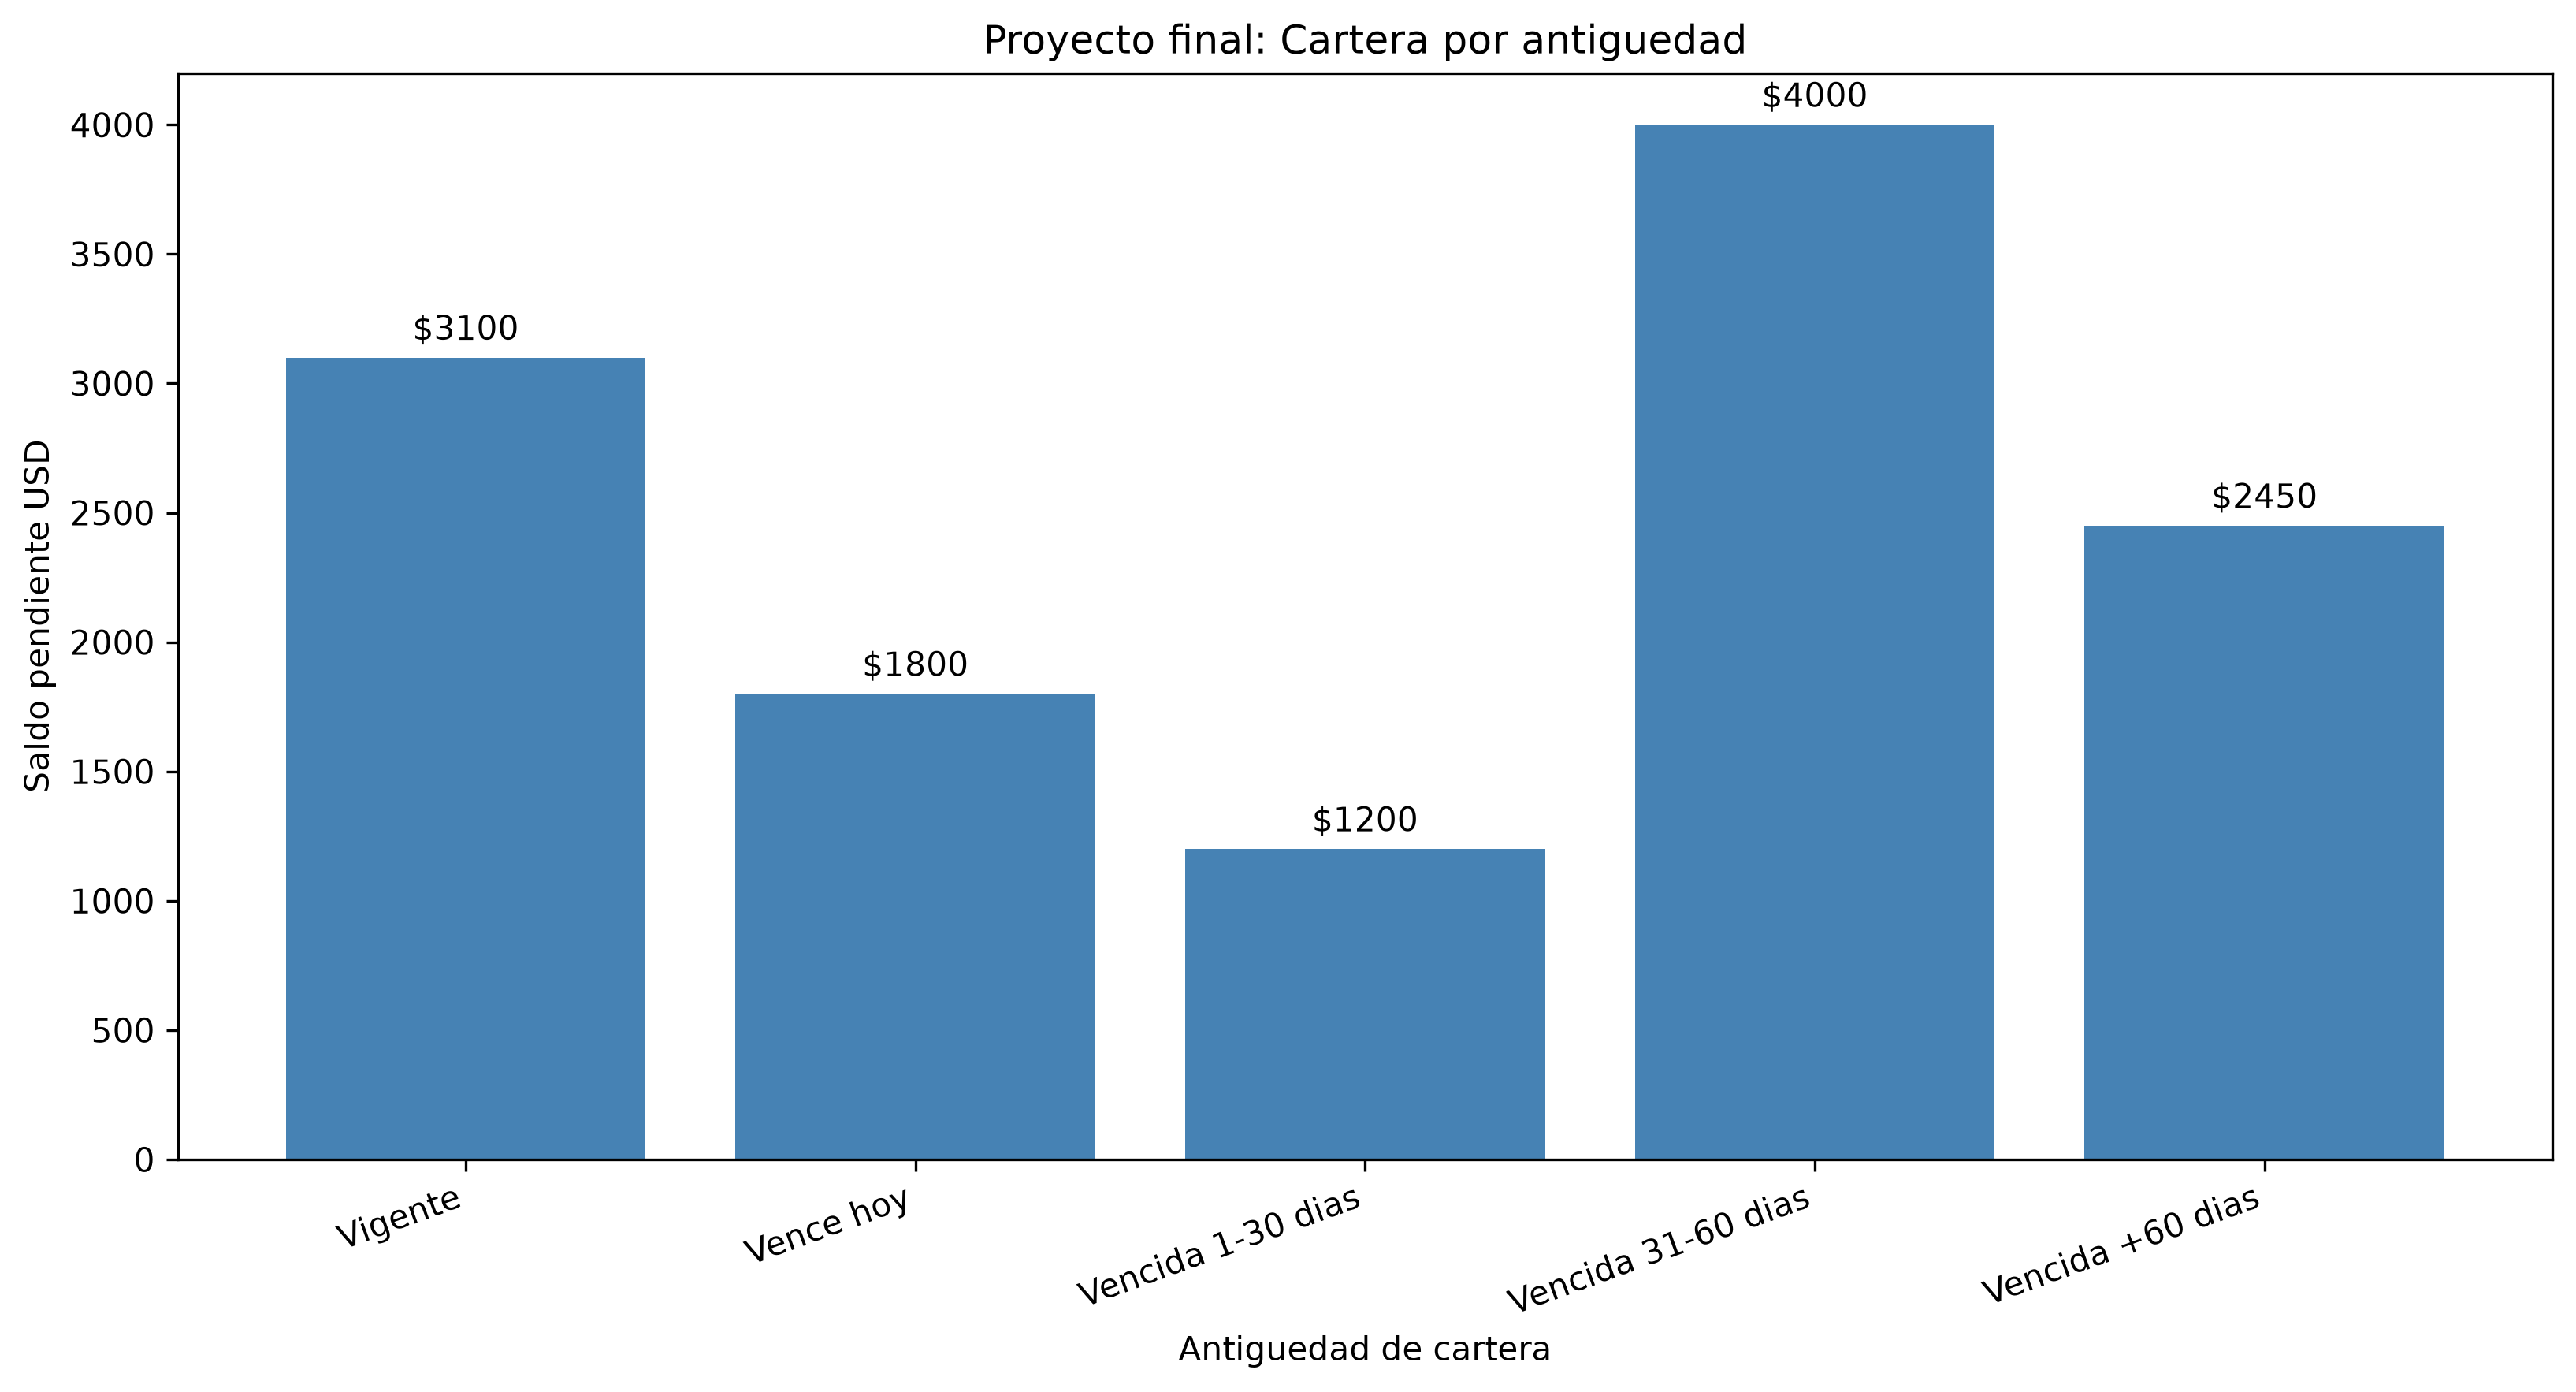 Proyecto final: Cartera por antiguedad
Saldo pendiente USD
4000
3500
3000
2500
2000
1500
1000
500
0
$3100
$1800
$1200
$4000
$2450
Vigente
Vence hoy
Vencida 1-30 dias
Vencida 31-60 dias
Vencida +60 dias
Antiguedad de cartera